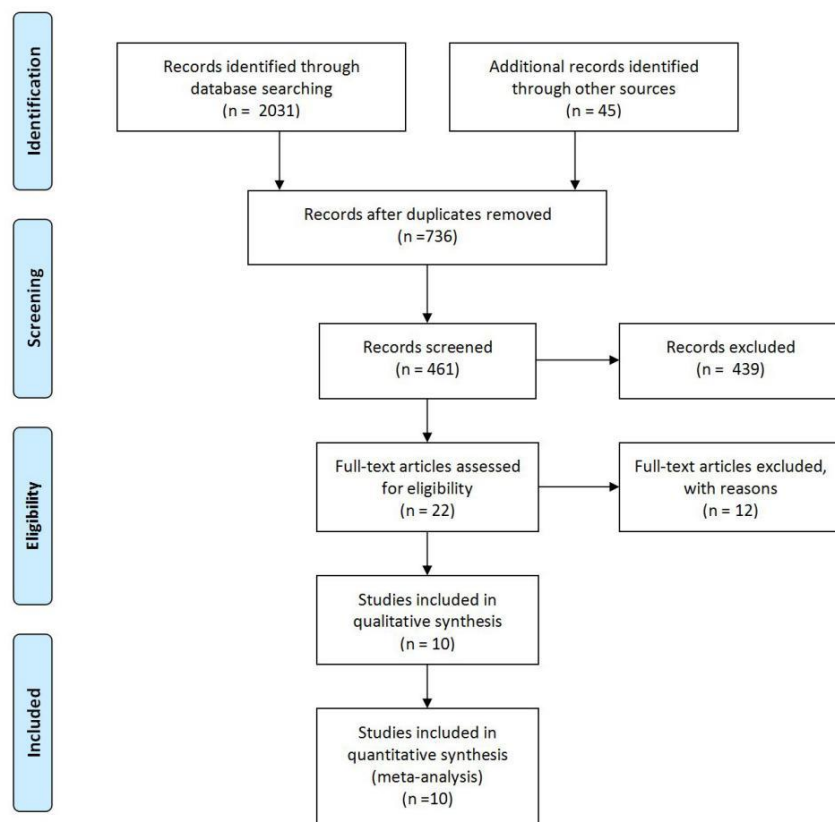 Identification
Records identified through
database searching
(n = 2031)
Additional records identified
through other sources
(n = 45)
Records after duplicates removed
(n =736)
Screening
Records screened
(n = 461)
Records excluded
(n = 439)
Eligibility
Full-text articles assessed
for eligibility
(n = 22)
Full-text articles excluded,
with reasons
(n = 12)
Studies included in
qualitative synthesis
(n = 10)
Included
Studies included in
quantitative synthesis
(meta-analysis)
(n =10)